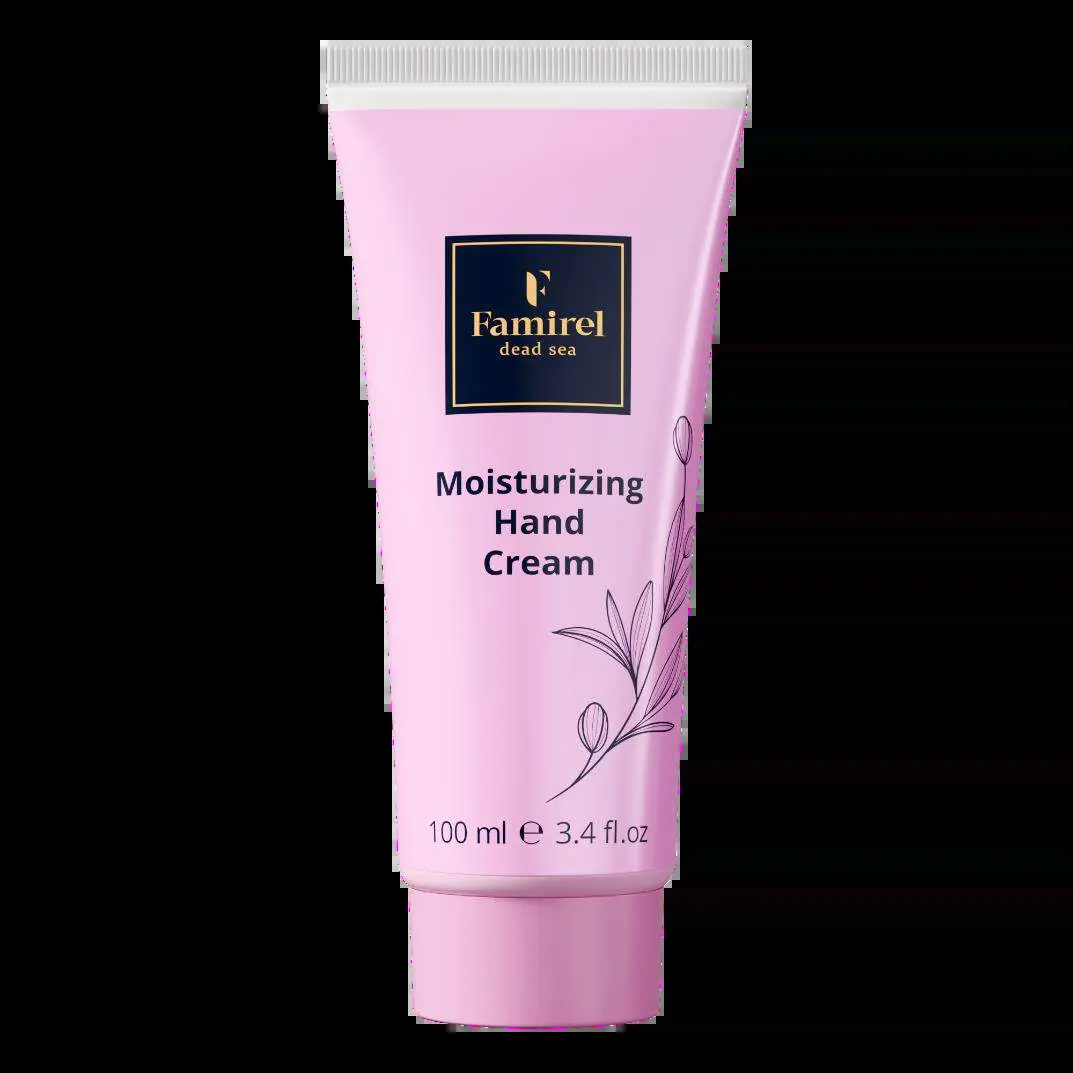 F
Famirel
dead sea
Moisturizing
Hand
Cream
100 ml ℮ 3.4 fl.oz